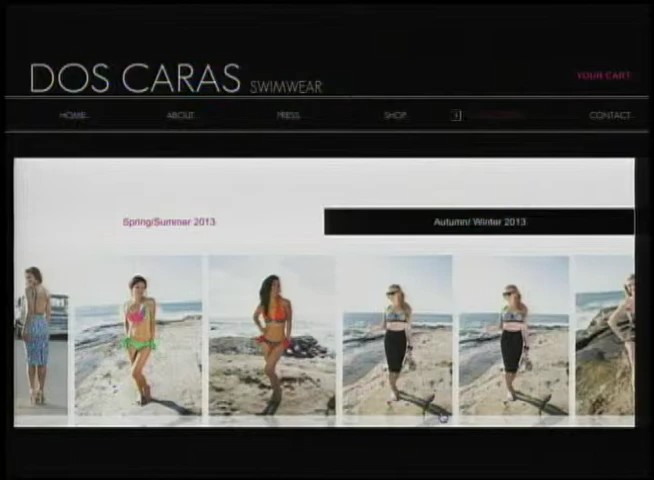 DOS CARAS SWIMWEAR
YOUR CART
HOME
ABOUT
PRESS
SHOP
CONTACT
Spring/Summer 2013
Autumn/ Winter 2013